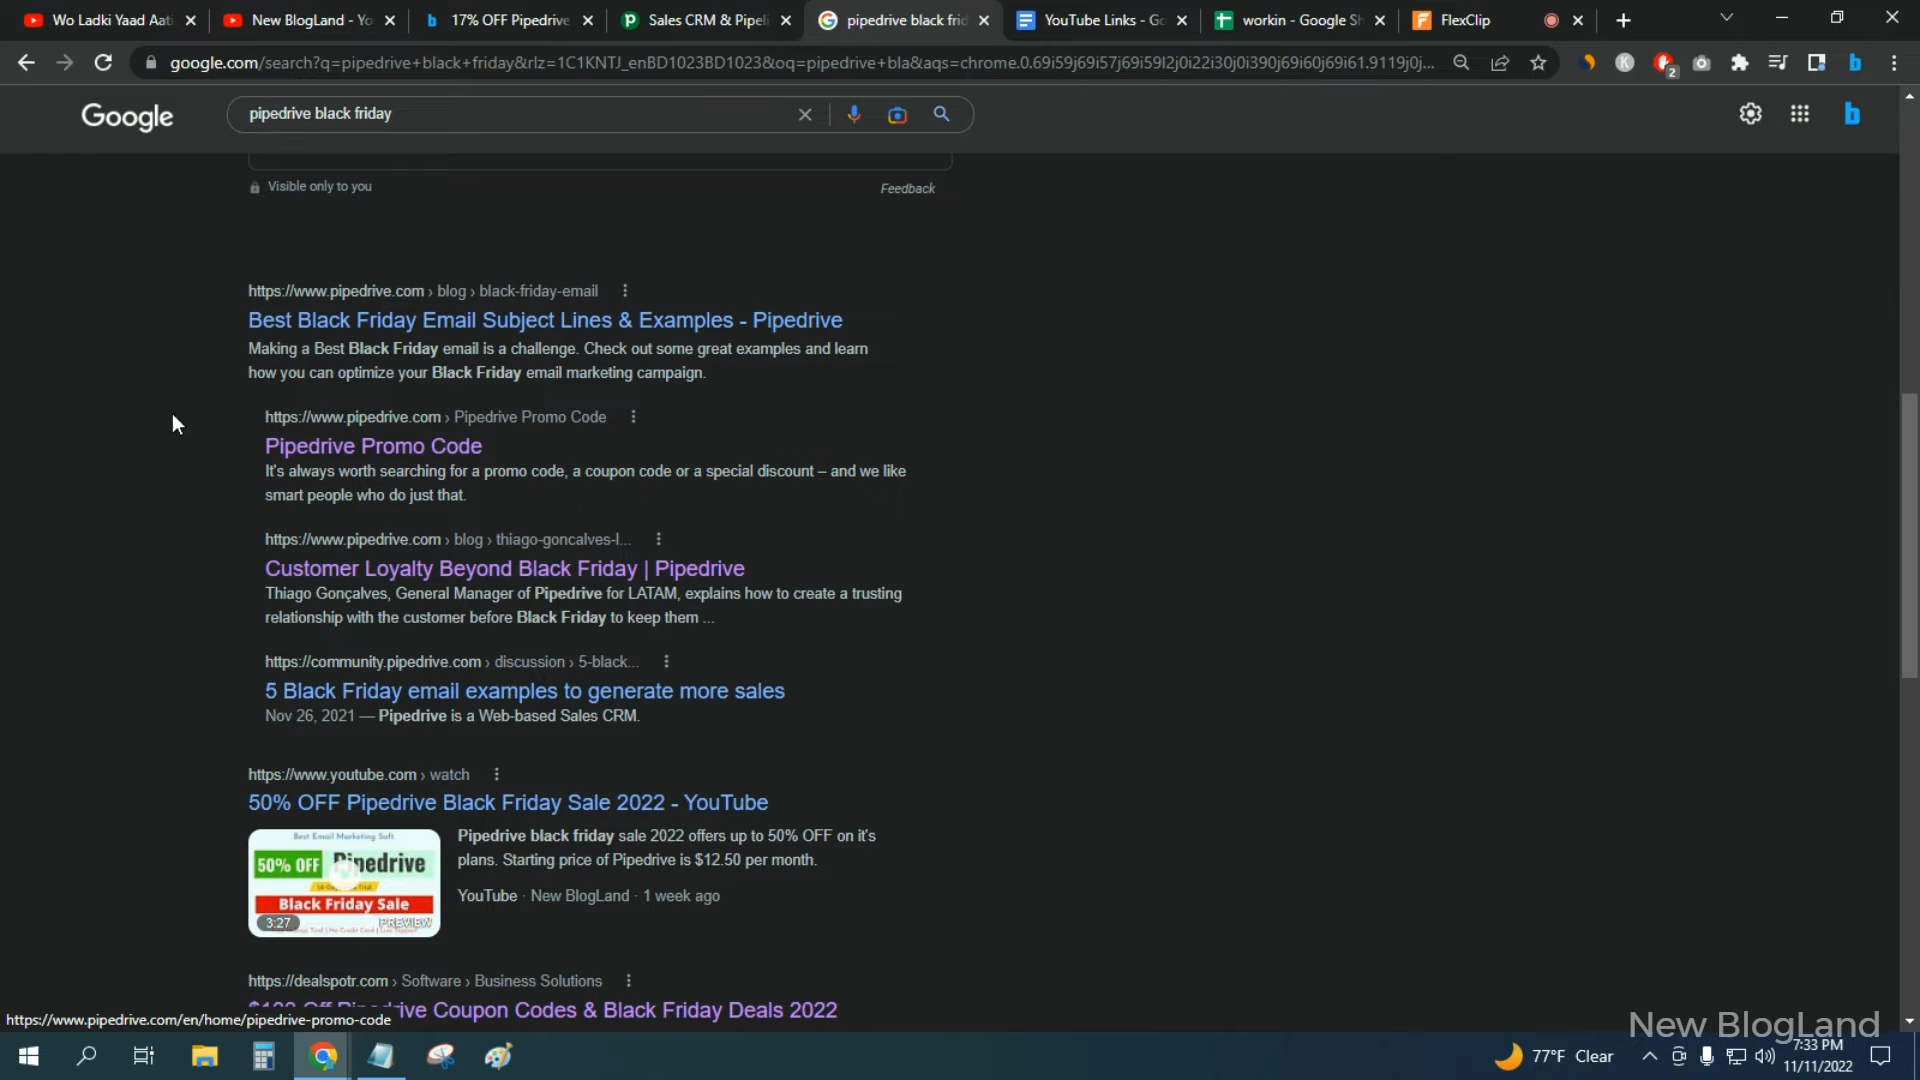 Wo Ladki Yaad Aati
New BlogLand - Yo
17% OFF Pipedrive
Sales CRM & Pipeli
pipedrive black frid
YouTube Links - Go
workin - Google Sh
FlexClip
google.com/search?q=pipedrive+black+friday&rlz=1C1KNTJ_enBD1023BD1023&oq=pipedrive+bla&aqs=chrome.0.69i59j69i57j69i59l2j0i22i30j0i390j69i60j69i61.9119j0j...
2
Google
pipedrive black friday
Visible only to you
Feedback
https://www.pipedrive.com › blog › black-friday-email
Best Black Friday Email Subject Lines & Examples - Pipedrive
Making a Best Black Friday email is a challenge. Check out some great examples and learn
how you can optimize your Black Friday email marketing campaign.
https://www.pipedrive.com › Pipedrive Promo Code
Pipedrive Promo Code
It's always worth searching for a promo code, a coupon code or a special discount – and we like
smart people who do just that.
https://www.pipedrive.com › blog › thiago-goncalves-l...
Customer Loyalty Beyond Black Friday | Pipedrive
Thiago Gonçalves, General Manager of Pipedrive for LATAM, explains how to create a trusting
relationship with the customer before Black Friday to keep them ...
https://community.pipedrive.com › discussion › 5-black...
5 Black Friday email examples to generate more sales
Nov 26, 2021 — Pipedrive is a Web-based Sales CRM.
https://www.youtube.com › watch
50% OFF Pipedrive Black Friday Sale 2022 - YouTube
Best Email Marketing Soft
50% OFF Pipedrive
Black Friday Sale
3:27
PREVIEW
Pipedrive black friday sale 2022 offers up to 50% OFF on it's
plans. Starting price of Pipedrive is $12.50 per month.
YouTube · New BlogLand · 1 week ago
https://dealspotr.com › Software › Business Solutions
Coupon Codes & Black Friday Deals 2022
https://www.pipedrive.com/en/home/pipedrive-promo-code
New BlogLand
77°F Clear
7:33 PM
11/11/2022